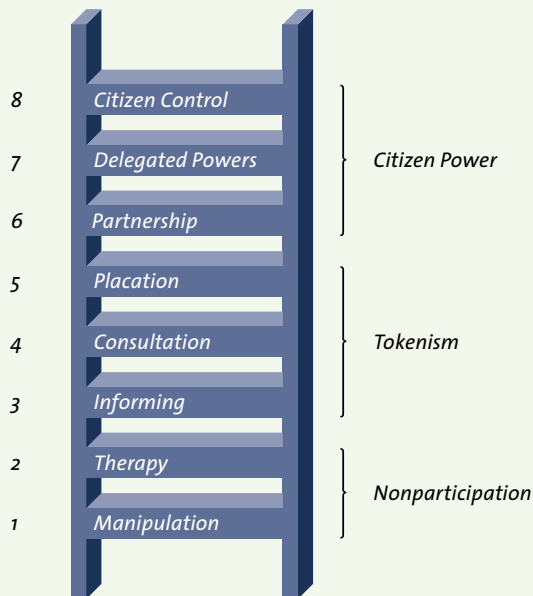 8 Citizen Control
7 Delegated Powers
Citizen Power
6 Partnership
5 Placation
4 Consultation
Tokenism
3 Informing
2 Therapy
Nonparticipation
1 Manipulation